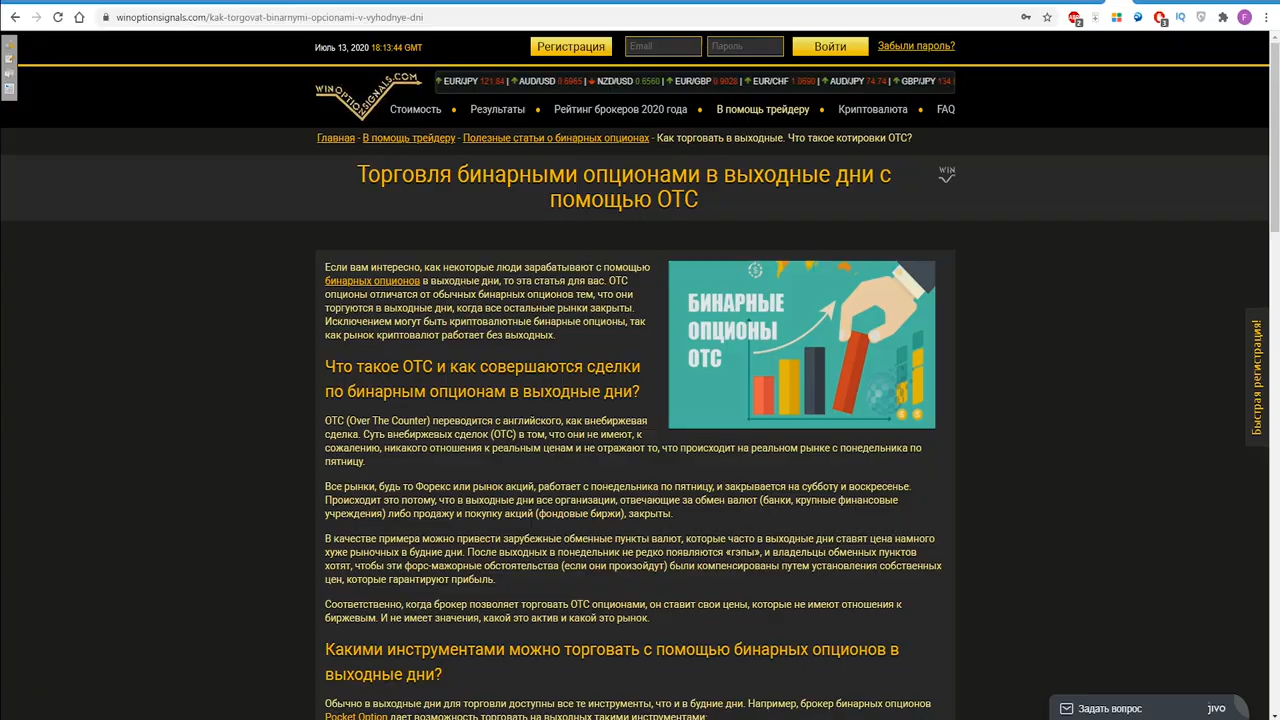 winoptionsignals.com/kak-torgovat-binarnymi-opcionami-v-vyhodnye-dni
Июль 13, 2020 18:13:44 GMT
Регистрация
Email
Пароль
Войти
Забыли пароль?
WINOPTIONSIGNALS.COM
EUR/JPY 121.84 | AUD/USD 0.6965 | NZD/USD 0.6560 | EUR/GBP 0.9028 | EUR/CHF 1.0690 | AUD/JPY 74.74 | GBP/JPY 134.
Стоимость
Результаты
Рейтинг брокеров 2020 года
В помощь трейдеру
Криптовалюта
FAQ
Главная - В помощь трейдеру - Полезные статьи о бинарных опционах - Как торговать в выходные. Что такое котировки ОТС?
Торговля бинарными опционами в выходные дни с
помощью ОТС
WIN
Если вам интересно, как некоторые люди зарабатывают с помощью
бинарных опционов в выходные дни, то эта статья для вас. ОТС
опционы отличатся от обычных бинарных опционов тем, что они
торгуются в выходные дни, когда все остальные рынки закрыты.
Исключением могут быть криптовалютные бинарные опционы, так
как рынок криптовалют работает без выходных.
БИНАРНЫЕ
ОПЦИОНЫ
ОТС
Что такое ОТС и как совершаются сделки
по бинарным опционам в выходные дни?
ОТС (Over The Counter) переводится с английского, как внебиржевая
сделка. Суть внебиржевых сделок (ОТС) в том, что они не имеют, к
сожалению, никакого отношения к реальным ценам и не отражают то, что происходит на реальном рынке с понедельника по
пятницу.
Все рынки, будь то Форекс или рынок акций, работает с понедельника по пятницу, и закрывается на субботу и воскресенье.
Происходит это потому, что в выходные дни все организации, отвечающие за обмен валют (банки, крупные финансовые
учреждения) либо продажу и покупку акций (фондовые биржи), закрыты.
В качестве примера можно привести зарубежные обменные пункты валют, которые часто в выходные дни ставят цена намного
хуже рыночных в будние дни. После выходных в понедельник не редко появляются «гэпы», и владельцы обменных пунктов
хотят, чтобы эти форс-мажорные обстоятельства (если они произойдут) были компенсированы путем установления собственных
цен, которые гарантируют прибыль.
Соответственно, когда брокер позволяет торговать ОТС опционами, он ставит свои цены, которые не имеют отношения к
биржевым. И не имеет значения, какой это актив и какой это рынок.
Какими инструментами можно торговать с помощью бинарных опционов в
выходные дни?
Обычно в выходные дни для торговли доступны все те инструменты, что и в будние дни. Например, брокер бинарных опционов
Pocket Option дает возможность торговать на выходных такими инструментами:
Быстрая регистрация!
Задать вопрос
jivo